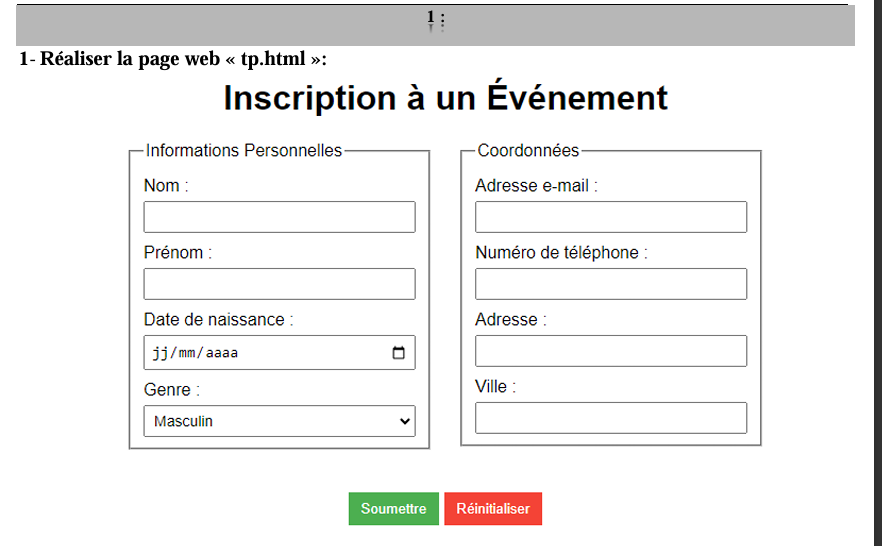 1 :
1- Réaliser la page web « tp.html »:
Inscription à un Événement
Informations Personnelles
Nom :
Prénom :
Date de naissance :
jj/mm/aaaa
Genre :
Masculin
Coordonnées
Adresse e-mail :
Numéro de téléphone :
Adresse :
Ville :
Soumettre Réinitialiser